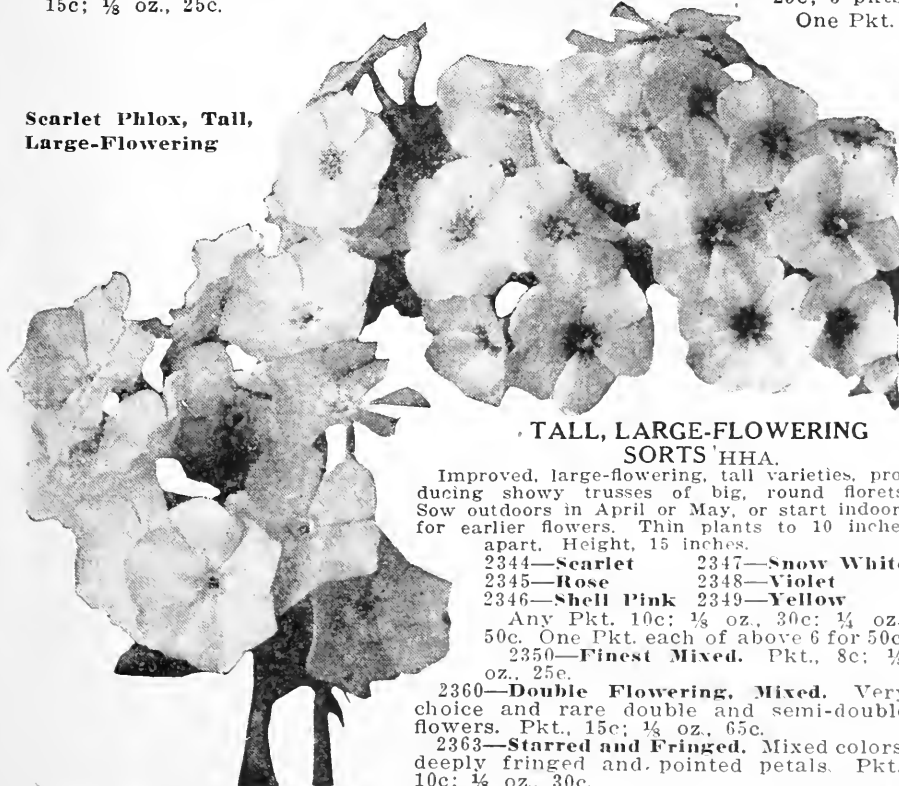 15c; ⅛ oz., 25c.
One Pkt.
Scarlet Phlox, Tail,
Large-Flowering
TALL, LARGE-FLOWERING
SORTS HHA.
Improved, large-flowering, tall varieties, pro
ducing showy trusses of big, round florets
Sow outdoors in April or May, or start indoor
for earlier flowers. Thin plants to 10 inche
apart. Height, 15 inches.
2344—Scarlet 2347—Snow Whit
2345—Rose 2348—Violet
2346—Shell Pink 2349—Yellow
Any Pkt. 10c; ⅛ oz., 30c; ¼ oz.
50c. One Pkt. each of above 6 for 50c
2350—Finest Mixed. Pkt., 8c;
oz., 25c.
2360—Double Flowering, Mixed. Very
choice and rare double and semi-double
flowers. Pkt., 15c; ⅛ oz., 65c.
2363—Starred and Fringed. Mixed colors
deeply fringed and pointed petals. Pkt.
10c; ⅛ oz., 30c.